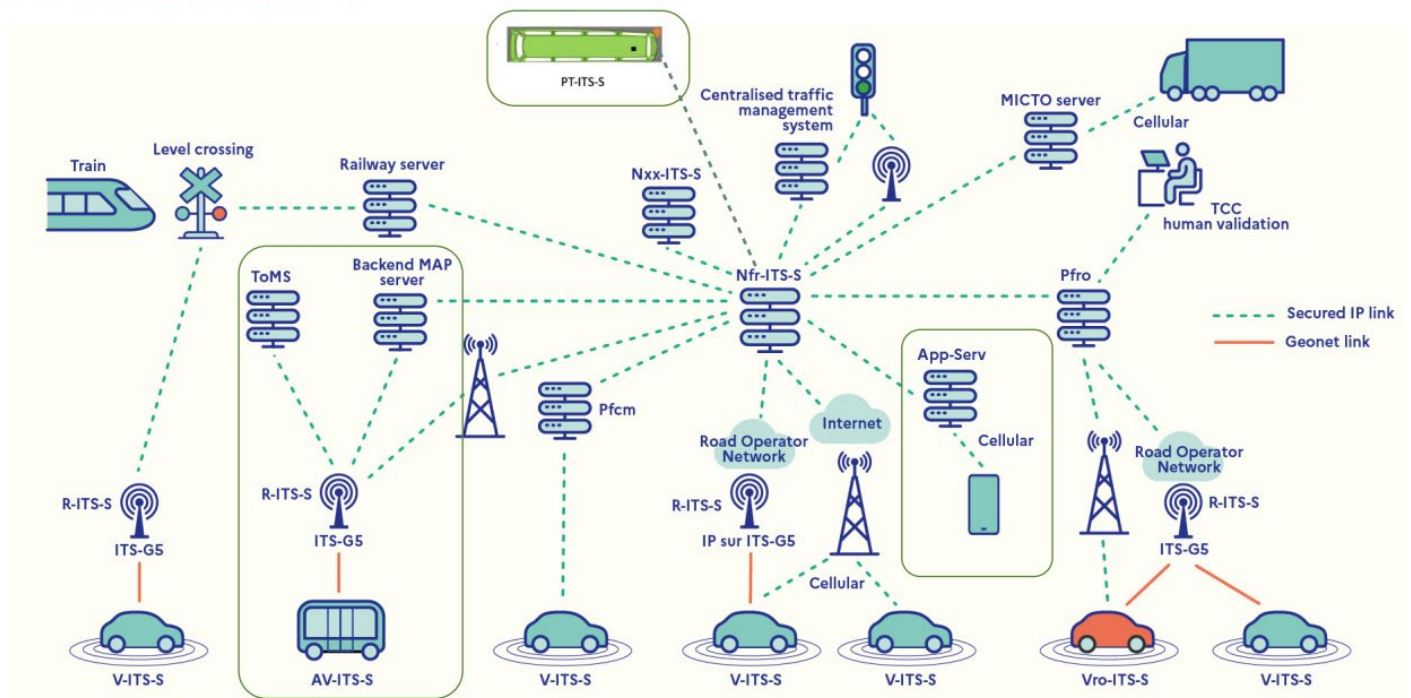 PT-ITS-S
Centralised traffic
management
system
MICTO server
Cellular
Train
Level crossing
Railway server
Nxx-ITS-S
TCC
human validation
ToMS
Backend MAP
server
Nfr-ITS-S
Pfro
Secured IP link
Geonet link
App-Serv
Pfcm
Internet
Road Operator
Network
Cellular
Road Operator
Network
R-ITS-S
ITS-G5
R-ITS-S
ITS-G5
R-ITS-S
IP sur ITS-G5
R-ITS-S
ITS-G5
Cellular
V-ITS-S
AV-ITS-S
V-ITS-S
V-ITS-S
V-ITS-S
Vro-ITS-S
V-ITS-S